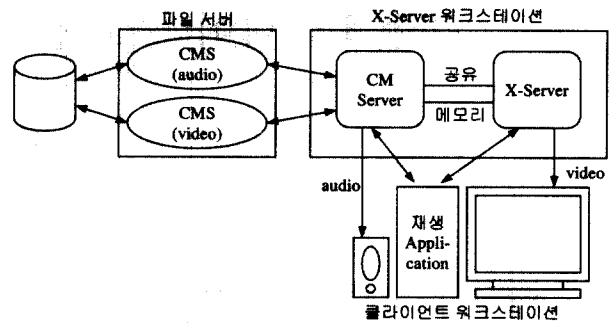 파일 서버
X-Server 워크스테이션
CMS
(audio)
CMS
(video)
CM
Server
공유
메모리
X-Server
audio
video
재생
Appli-
cation
클라이언트 워크스테이션